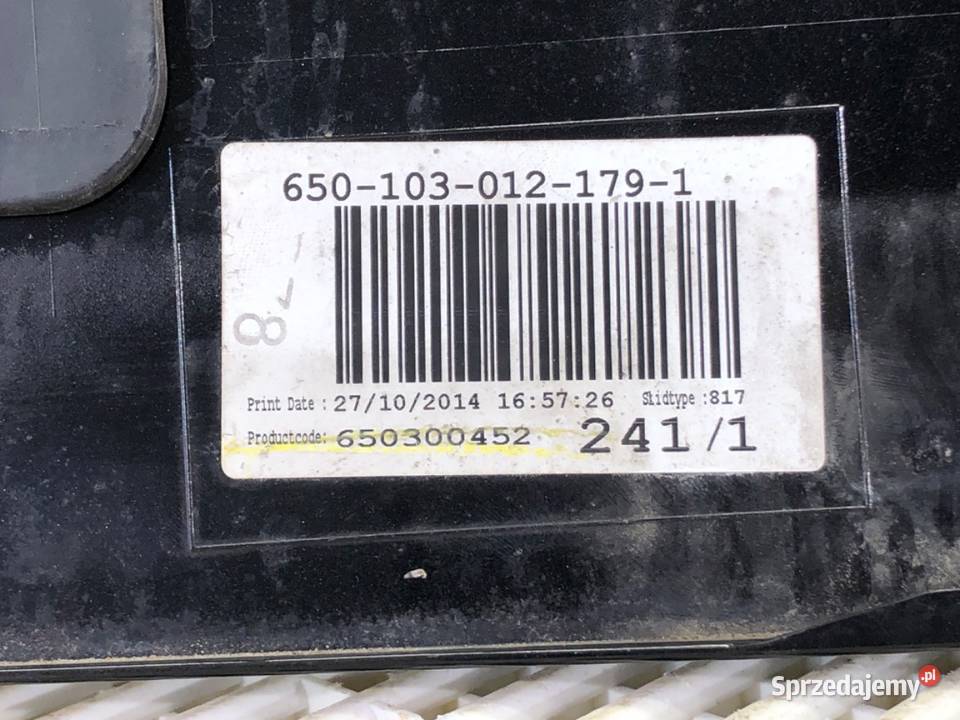 650-103-012-179-1
8
Print Date : 27/10/2014 16:57:26 Skidtype :817
Productcode: 650300452 241/1
Sprzedajemy.pl